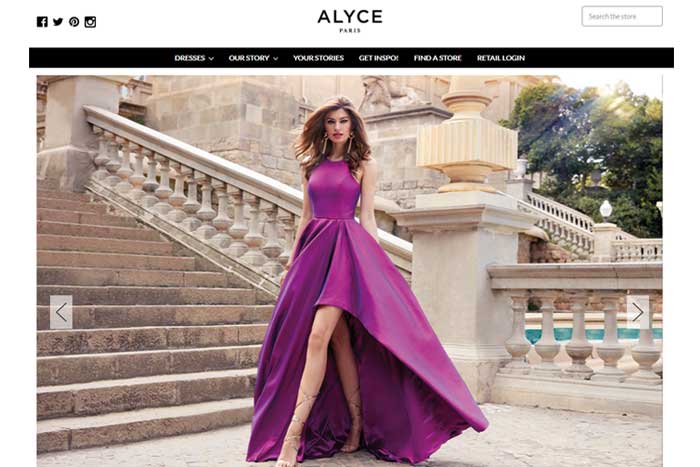 ALYCE
PARIS
Search the store
DRESSES OUR STORY YOUR STORIES GET INSPO! FIND A STORE RETAIL LOGIN